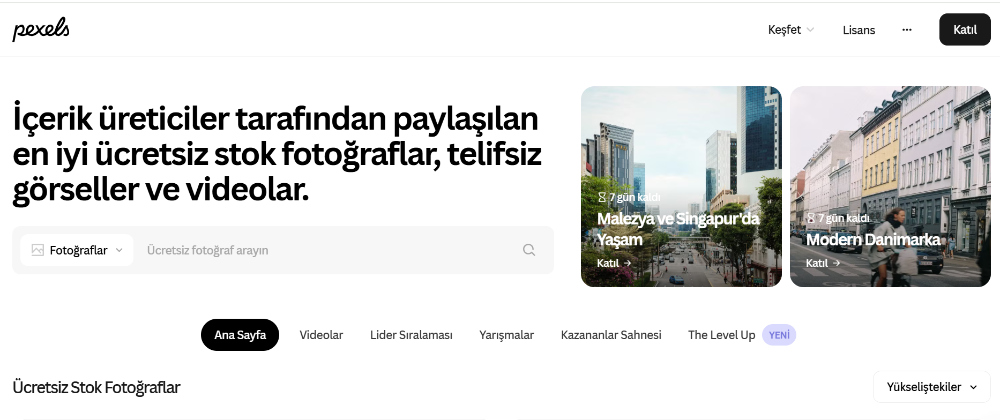 pexels
Keşfet
Lisans
Katıl
İçerik üreticiler tarafından paylaşılan
en iyi ücretsiz stok fotoğraflar, telifsiz
görseller ve videolar.
Fotoğraflar
Ücretsiz fotoğraf arayın
7 gün kaldı
Malezya ve Singapur'da
Yaşam
Katıl →
7 gün kaldı
Modern Danimarka
Katıl →
Ana Sayfa
Videolar
Lider Sıralaması
Yarışmalar
Kazananlar Sahnesi
The Level Up
YENİ
Ücretsiz Stok Fotoğraflar
Yükseliştekiler